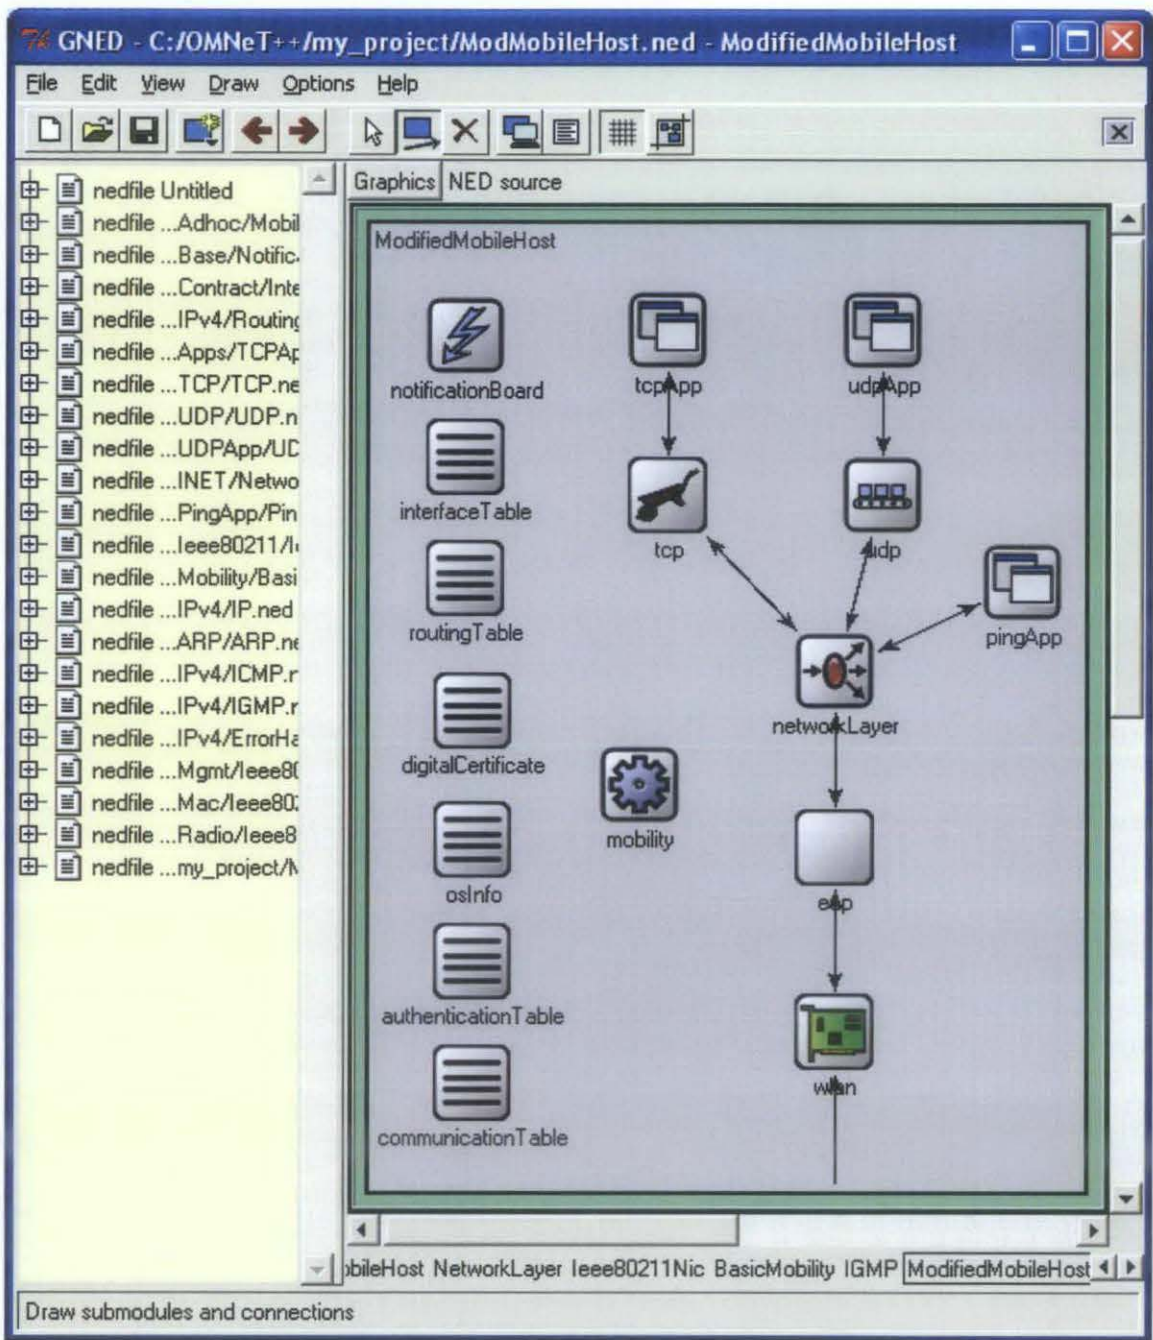 GNED - C:/OMNeT++/my_project/ModMobileHost.ned - ModifiedMobileHost
File Edit View Draw Options Help
nedfile Untitled
nedfile ...Adhoc/Mobil
nedfile ...Base/Notific
nedfile ...Contract/Inte
nedfile ...IPv4/Routing
nedfile ...Apps/TCPAp
nedfile ...TCP/TCP.ne
nedfile ...UDP/UDP.n
nedfile ...UDPApp/UD
nedfile ...INET/Netwo
nedfile ...PingApp/Pin
nedfile ...Ieee80211/I
nedfile ...Mobility/Basi
nedfile ...IPv4/IP.ned
nedfile ...ARP/ARP.ne
nedfile ...IPv4/ICMP.r
nedfile ...IPv4/IGMP.r
nedfile ...IPv4/ErrorHa
nedfile ...Mgmt/Ieee80
nedfile ...Mac/Ieee802
nedfile ...Radio/Ieee8
nedfile ...my_project/M
Graphics NED source
ModifiedMobileHost
notificationBoard
tcpApp
udpApp
interfaceTable
tcp
udp
routingTable
pingApp
networkLayer
digitalCertificate
mobility
osInfo
eap
authenticationTable
wlan
communicationTable
obileHost NetworkLayer Ieee80211Nic BasicMobility IGMP ModifiedMobileHost
Draw submodules and connections